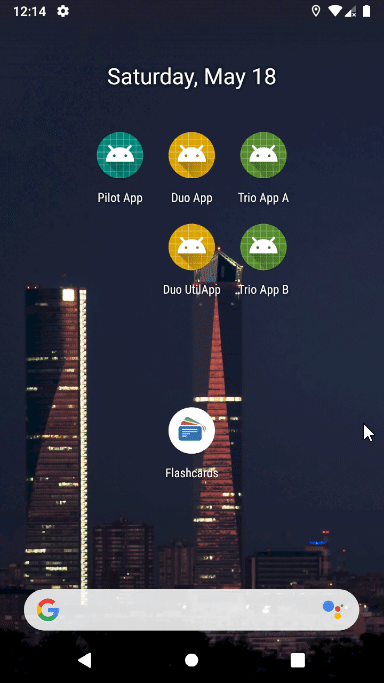 12:14
Saturday, May 18
Pilot App
Duo App
Trio App A
Duo UtilApp
Trio App B
Flashcards